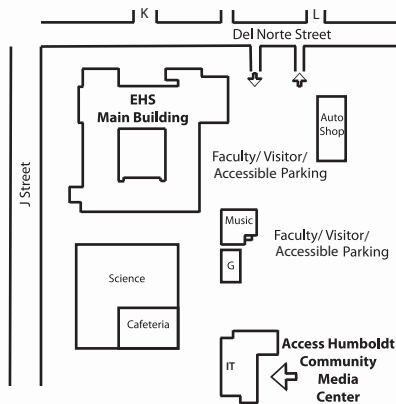 K
L
Del Norte Street
EHS
Main Building
Auto
Shop
J Street
Faculty/ Visitor/
Accessible Parking
Music
Faculty/ Visitor/
Accessible Parking
G
Science
Cafeteria
IT
Access Humboldt
Community
Media
Center